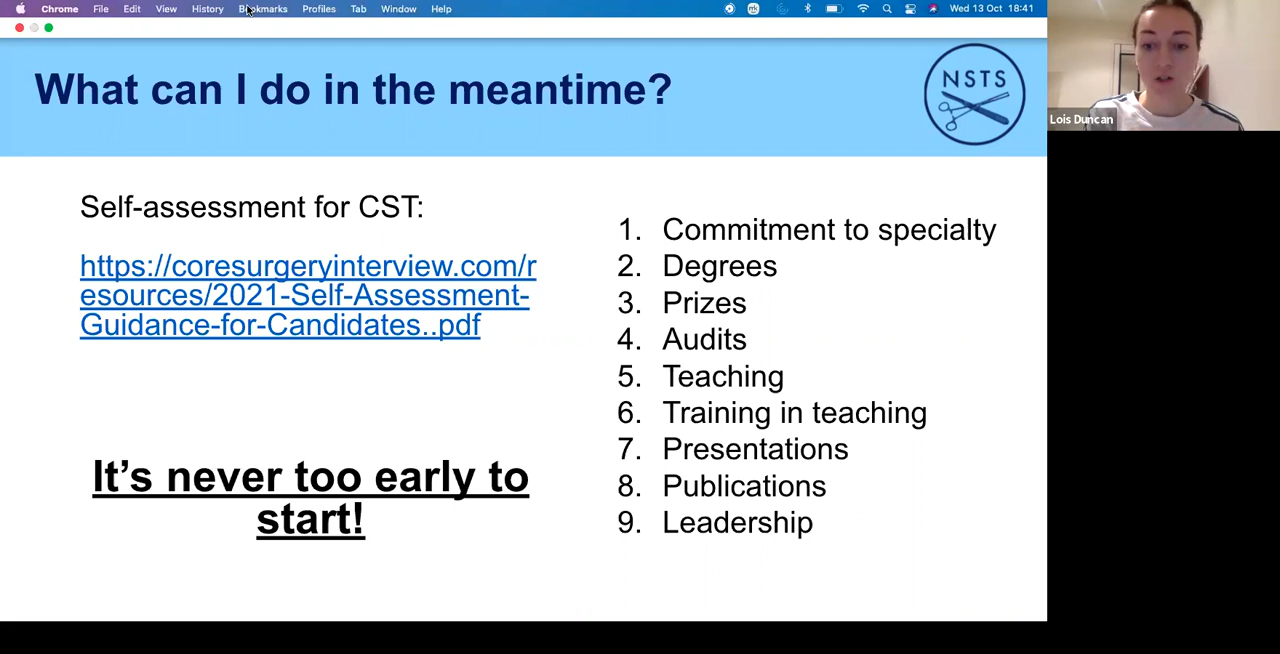 Chrome File Edit View History Bookmarks Profiles Tab Window Help Wed 13 Oct 18:41
What can I do in the meantime?
NSTS
Lois Duncan
Self-assessment for CST:
https://coresurgeryinterview.com/r
esources/2021-Self-Assessment-
Guidance-for-Candidates..pdf
It's never too early to
start!
1. Commitment to specialty
2. Degrees
3. Prizes
4. Audits
5. Teaching
6. Training in teaching
7. Presentations
8. Publications
9. Leadership